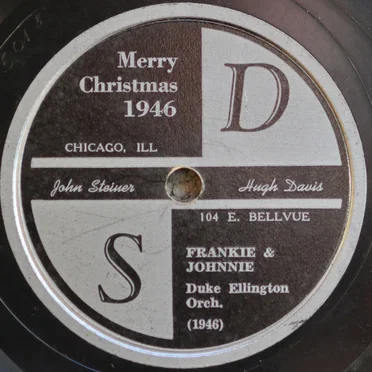 Merry
Christmas
1946
D
CHICAGO, ILL
John Steiner
Hugh Davis
104 E. BELLVUE
S
FRANKIE &
JOHNNIE
Duke Ellington
Orch.
(1946)